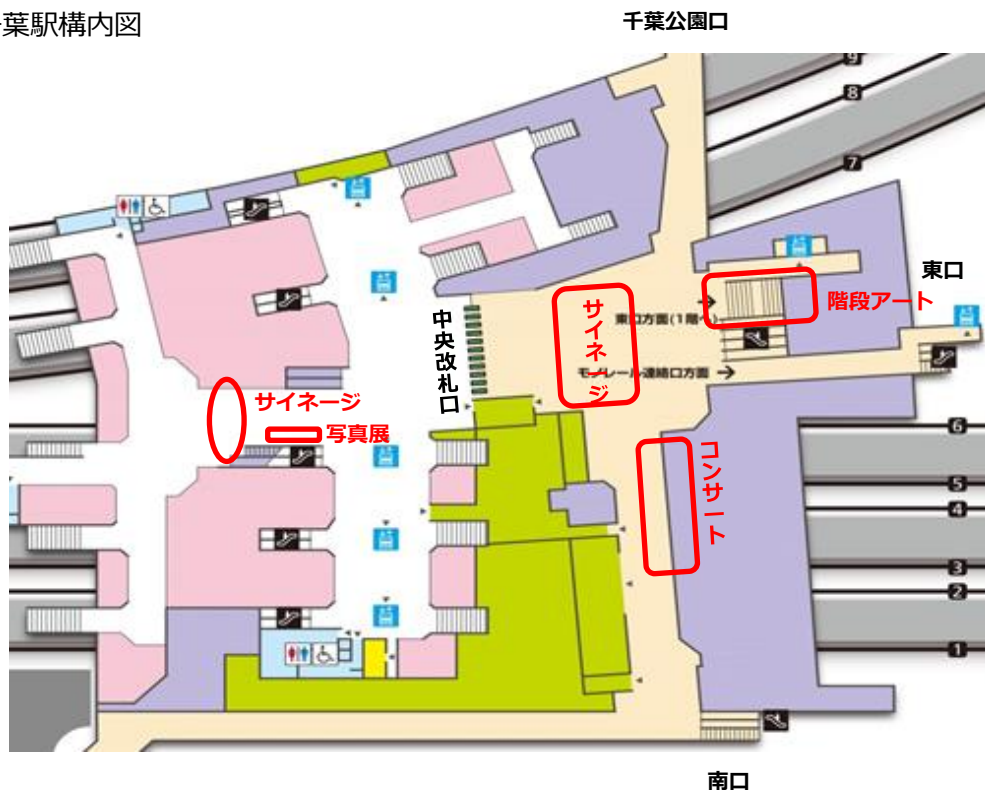 葉駅構内図
千葉公園口
9
8
7
東口
階段アート
サイネージ
東口方面(1階へ)
モノレール連絡口方面
中央改札口
サイネージ
写真展
コンサート
6
5
4
3
2
1
南口